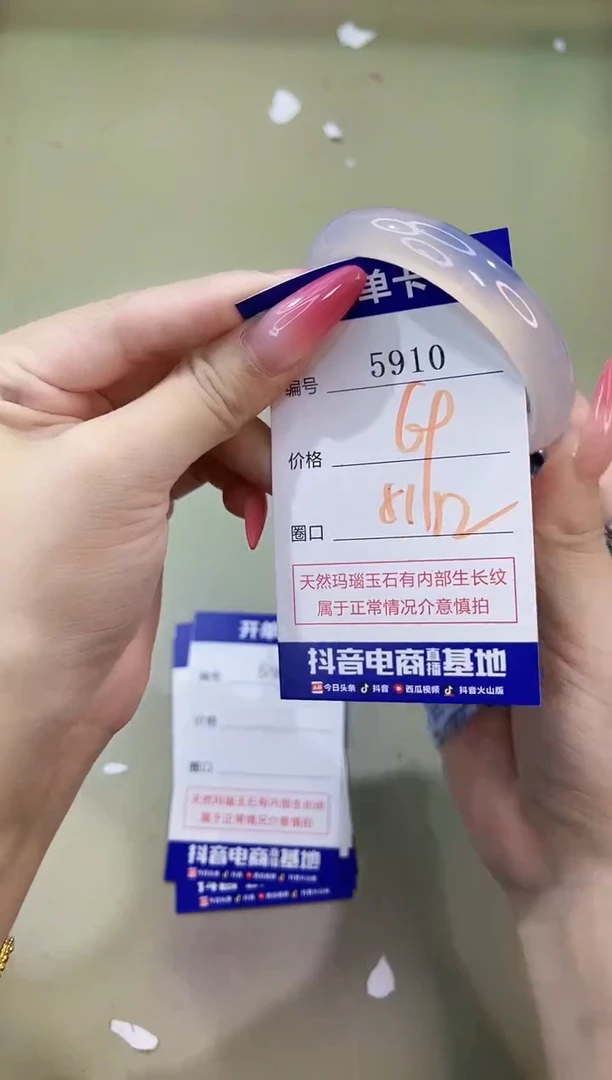 单卡
编号 5910
价格
圈口
天然玛瑙玉石有内部生长纹
属于正常情况介意慎拍
抖音电商直播基地
今日头条 抖音 西瓜视频 抖音火山版
开单
编号
价格
圈口
天然玛瑙玉石有内部生长纹
属于正常情况介意慎拍
抖音电商直播基地